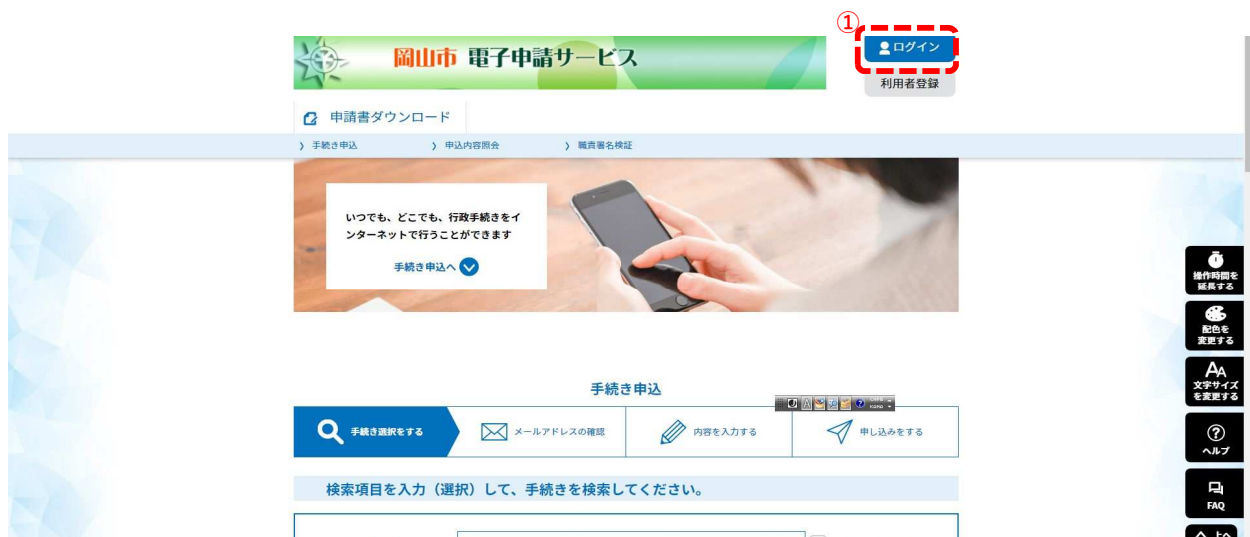 ①
岡山市 電子申請サービス
ログイン
利用者登録
申請書ダウンロード
手続き申込
申込内容照会
職責署名検証
いつでも、どこでも、行政手続きをイ
ンターネットで行うことができます
手続き申込へ
操作時間を
延長する
配色を
変更する
AA
文字サイズ
を変更する
?
ヘルプ
FAQ
手続き申込
手続き選択をする
メールアドレスの確認
内容を入力する
申し込みをする
検索項目を入力（選択）して、手続きを検索してください。